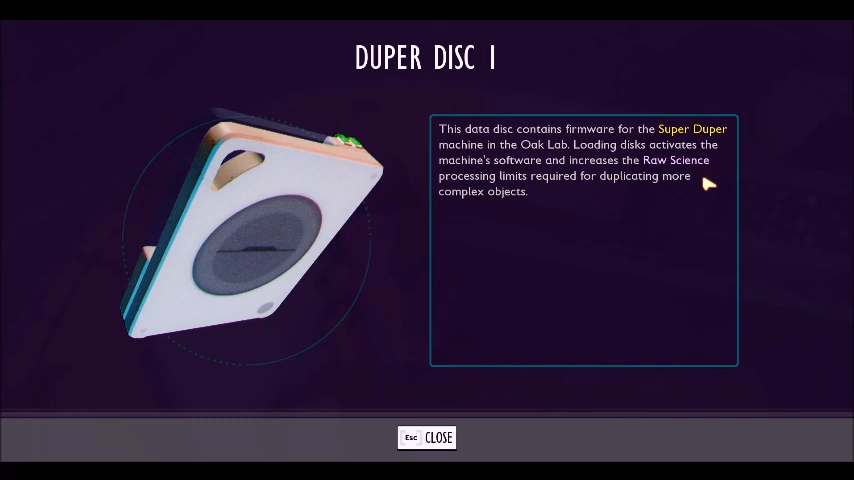 DUPER DISC 1
This data disc contains firmware for the Super Duper
machine in the Oak Lab. Loading disks activates the
machine's software and increases the Raw Science
processing limits required for duplicating more
complex objects.
Esc CLOSE